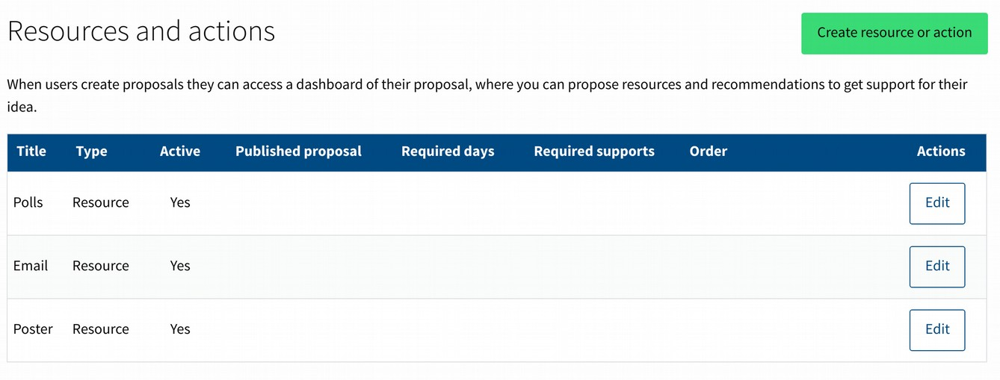 Resources and actions
Create resource or action
When users create proposals they can access a dashboard of their proposal, where you can propose resources and recommendations to get support for their
idea.
Title Type Active Published proposal Required days Required supports Order Actions
Polls Resource Yes Edit
Email Resource Yes Edit
Poster Resource Yes Edit